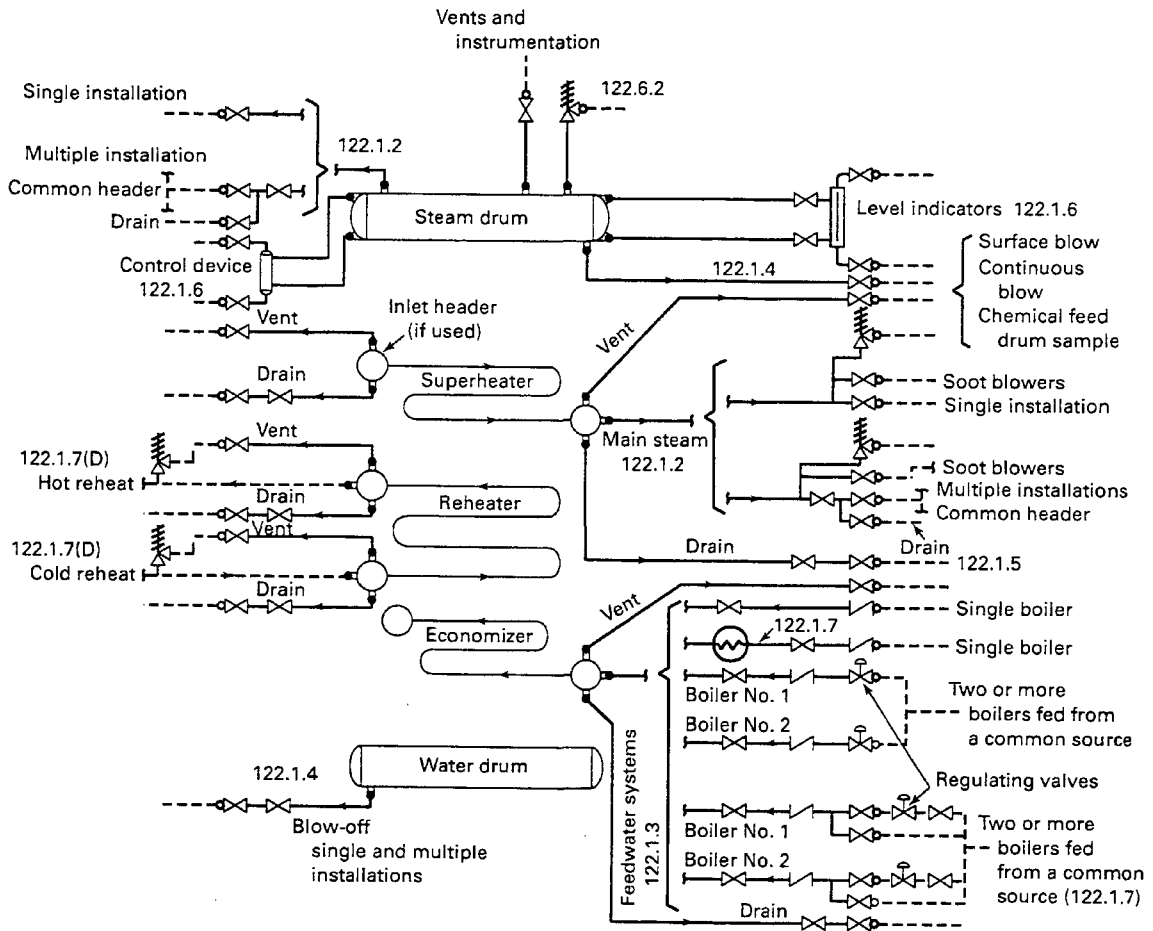 Vents and
instrumentation
122.6.2
Single installation
122.1.2
Multiple installation
Common header
Drain
Steam drum
Level indicators 122.1.6
Control device
122.1.6
122.1.4
Surface blow
Continuous
blow
Chemical feed
drum sample
Vent
Inlet header
(if used)
Vent
Drain
Superheater
Soot blowers
Single installation
Main steam
122.1.2
122.1.7(D)
Hot reheat
Vent
Drain
Reheater
Soot blowers
Multiple installations
Common header
Drain
122.1.7(D)
Cold reheat
Vent
Drain
Drain
122.1.5
Vent
Economizer
Single boiler
122.1.7
Single boiler
Boiler No. 1
Two or more
boilers fed from
a common source
Boiler No. 2
Regulating valves
Water drum
122.1.4
Blow-off
single and multiple
installations
Feedwater systems
122.1.3
Boiler No. 1
Two or more
boilers fed
from a common
source (122.1.7)
Boiler No. 2
Drain